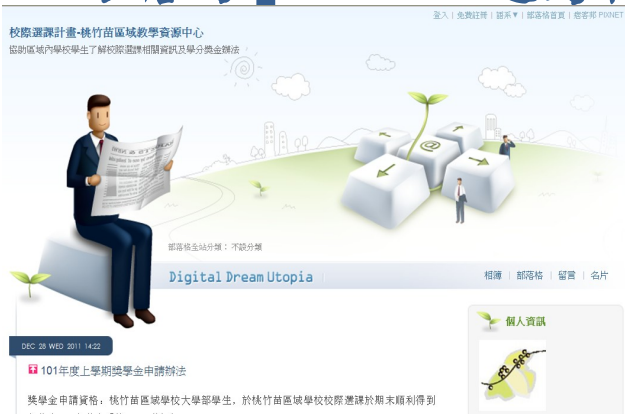 登入 | 免費註冊 | 語系▼ | 部落格首頁 | 痞客邦 PIXNET
校際選課計畫-桃竹苗區域教學資源中心
協助區域內學校學生了解校際選課相關資訊及學分獎金辦法
@
部落格全站分類： 不設分類
Digital Dream Utopia
相簿 | 部落格 | 留言 | 名片
個人資訊
DEC 28 WED 2011 14:22
101年度上學期獎學金申請辦法
獎學金申請資格：桃竹苗區域學校大學部學生，於桃竹苗區域學校校際選課於期末順利得到